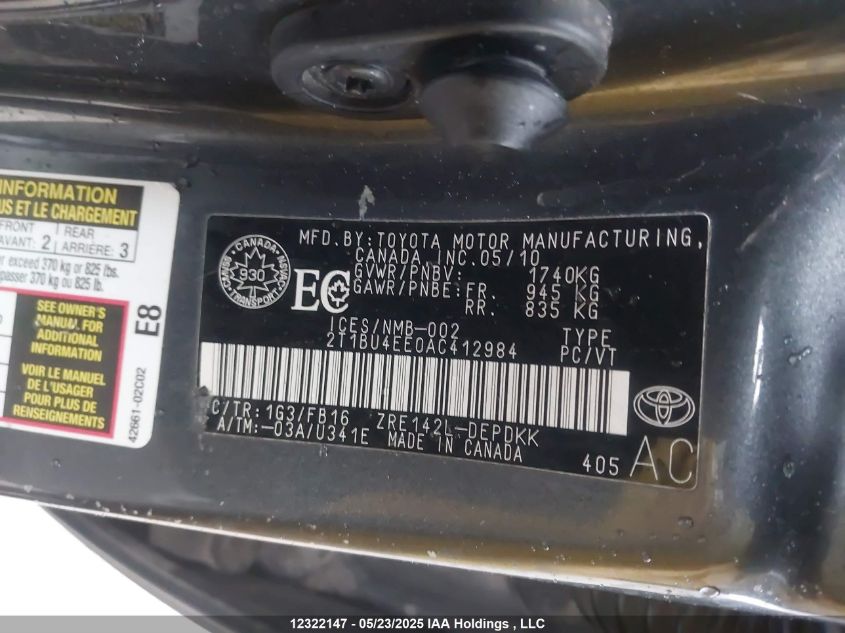 INFORMATION
US ET LE CHARGEMENT
FRONT REAR
AVANT: 2 ARRIÈRE: 3
er exceed 370 kg or 825 lbs.
passer 370 kg ou 825 lb.
SEE OWNER'S
MANUAL FOR
ADDITIONAL
INFORMATION
VOIR LE MANUEL
DE L'USAGER
POUR PLUS DE
RENSEIGNEMENTS
E8
42661-02C02
CANADA
930
TRANSPORT
EC
MFD.BY:TOYOTA MOTOR MANUFACTURING,
CANADA, INC.05/10
GVWR/PNBV: 1740KG
GAWR/PNBE:FR. 945 KG
RR. 835 KG
ICES/NMB-002
2T1BU4EE0AC412984
TYPE
PC/VT
C/TR:1G3/FB16 ZRE142L-DEPDKK
A/TM:-03A/U341E MADE IN CANADA
405 AC
12322147 - 05/23/2025 IAA Holdings , LLC